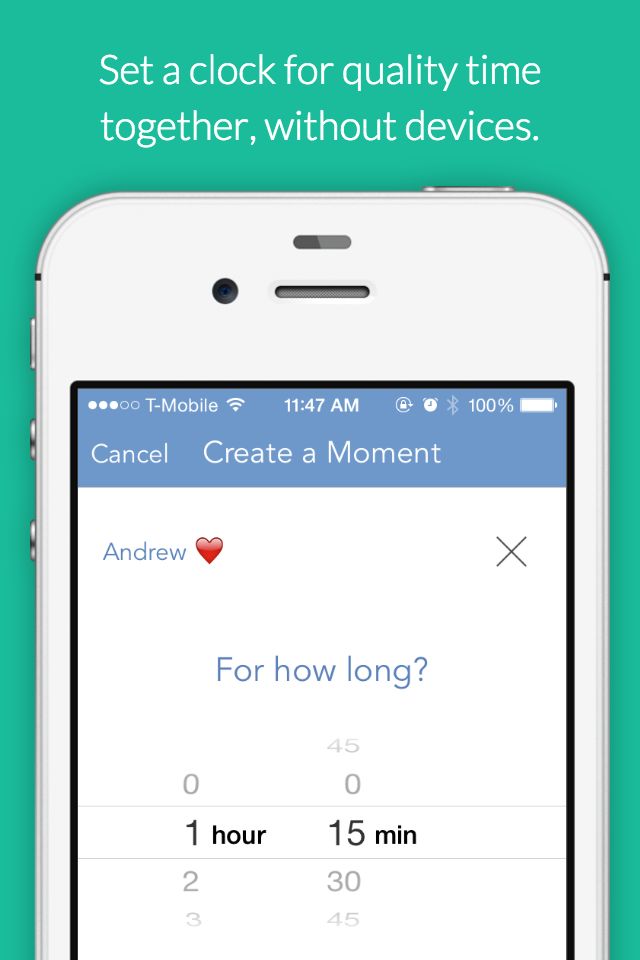 Set a clock for quality time
together, without devices.
T-Mobile 11:47 AM 100%
Cancel Create a Moment
Andrew ❤️
For how long?
45
0 0
1 hour 15 min
2 30
3 45